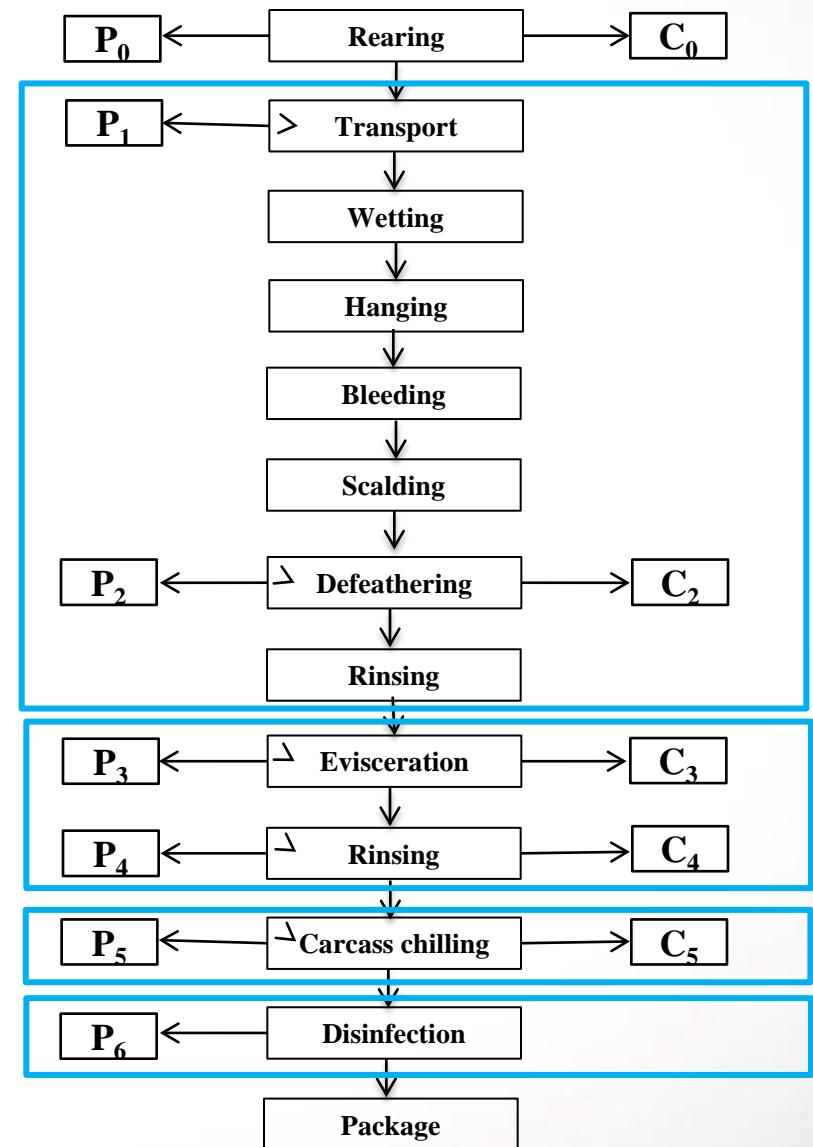 P₀ Rearing C₀
P₁ > Transport
Wetting
Hanging
Bleeding
Scalding
P₂ > Defeathering C₂
Rinsing
P₃ > Evisceration C₃
P₄ > Rinsing C₄
P₅ > Carcass chilling C₅
P₆ Disinfection
Package